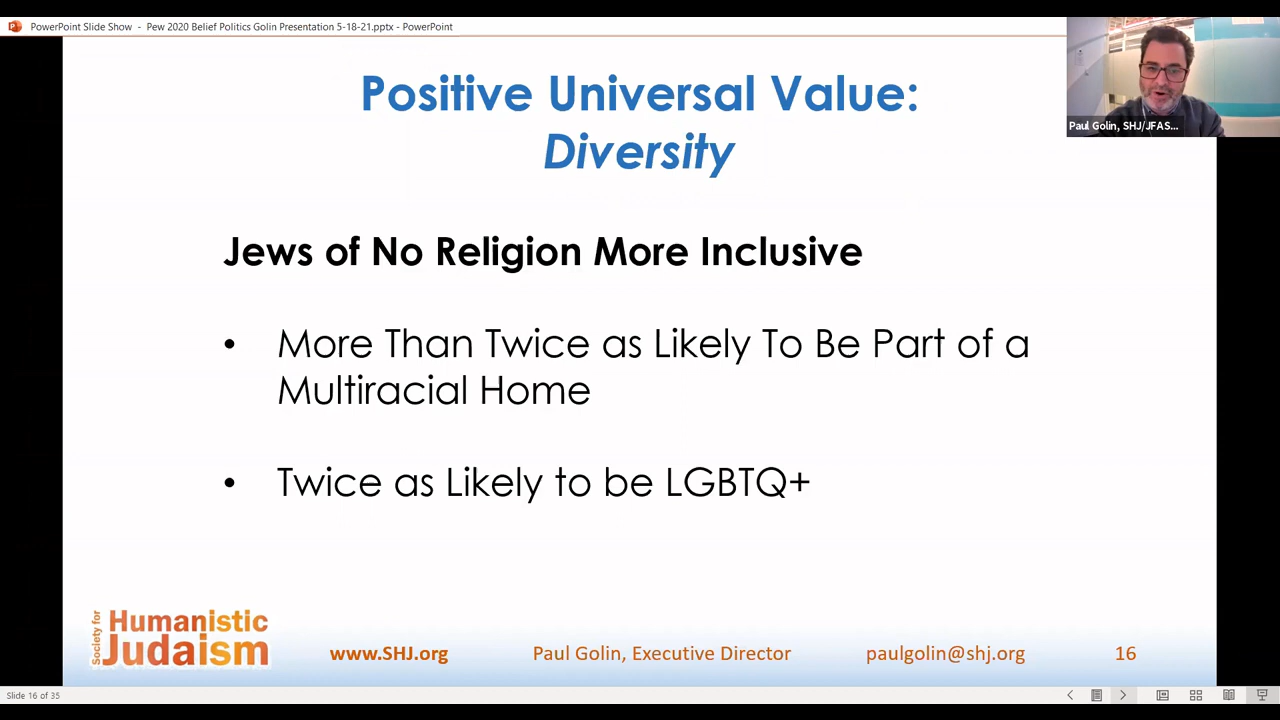 PowerPoint Slide Show - Pew 2020 Belief Politics Golin Presentation 5-18-21.pptx - PowerPoint
Paul Golin, SHJ/JFAS...
Positive Universal Value:
Diversity
Jews of No Religion More Inclusive
• More Than Twice as Likely To Be Part of a
Multiracial Home
• Twice as Likely to be LGBTQ+
Society for
Humanistic
Judaism
www.SHJ.org
Paul Golin, Executive Director
paulgolin@shj.org
16
Slide 16 of 35